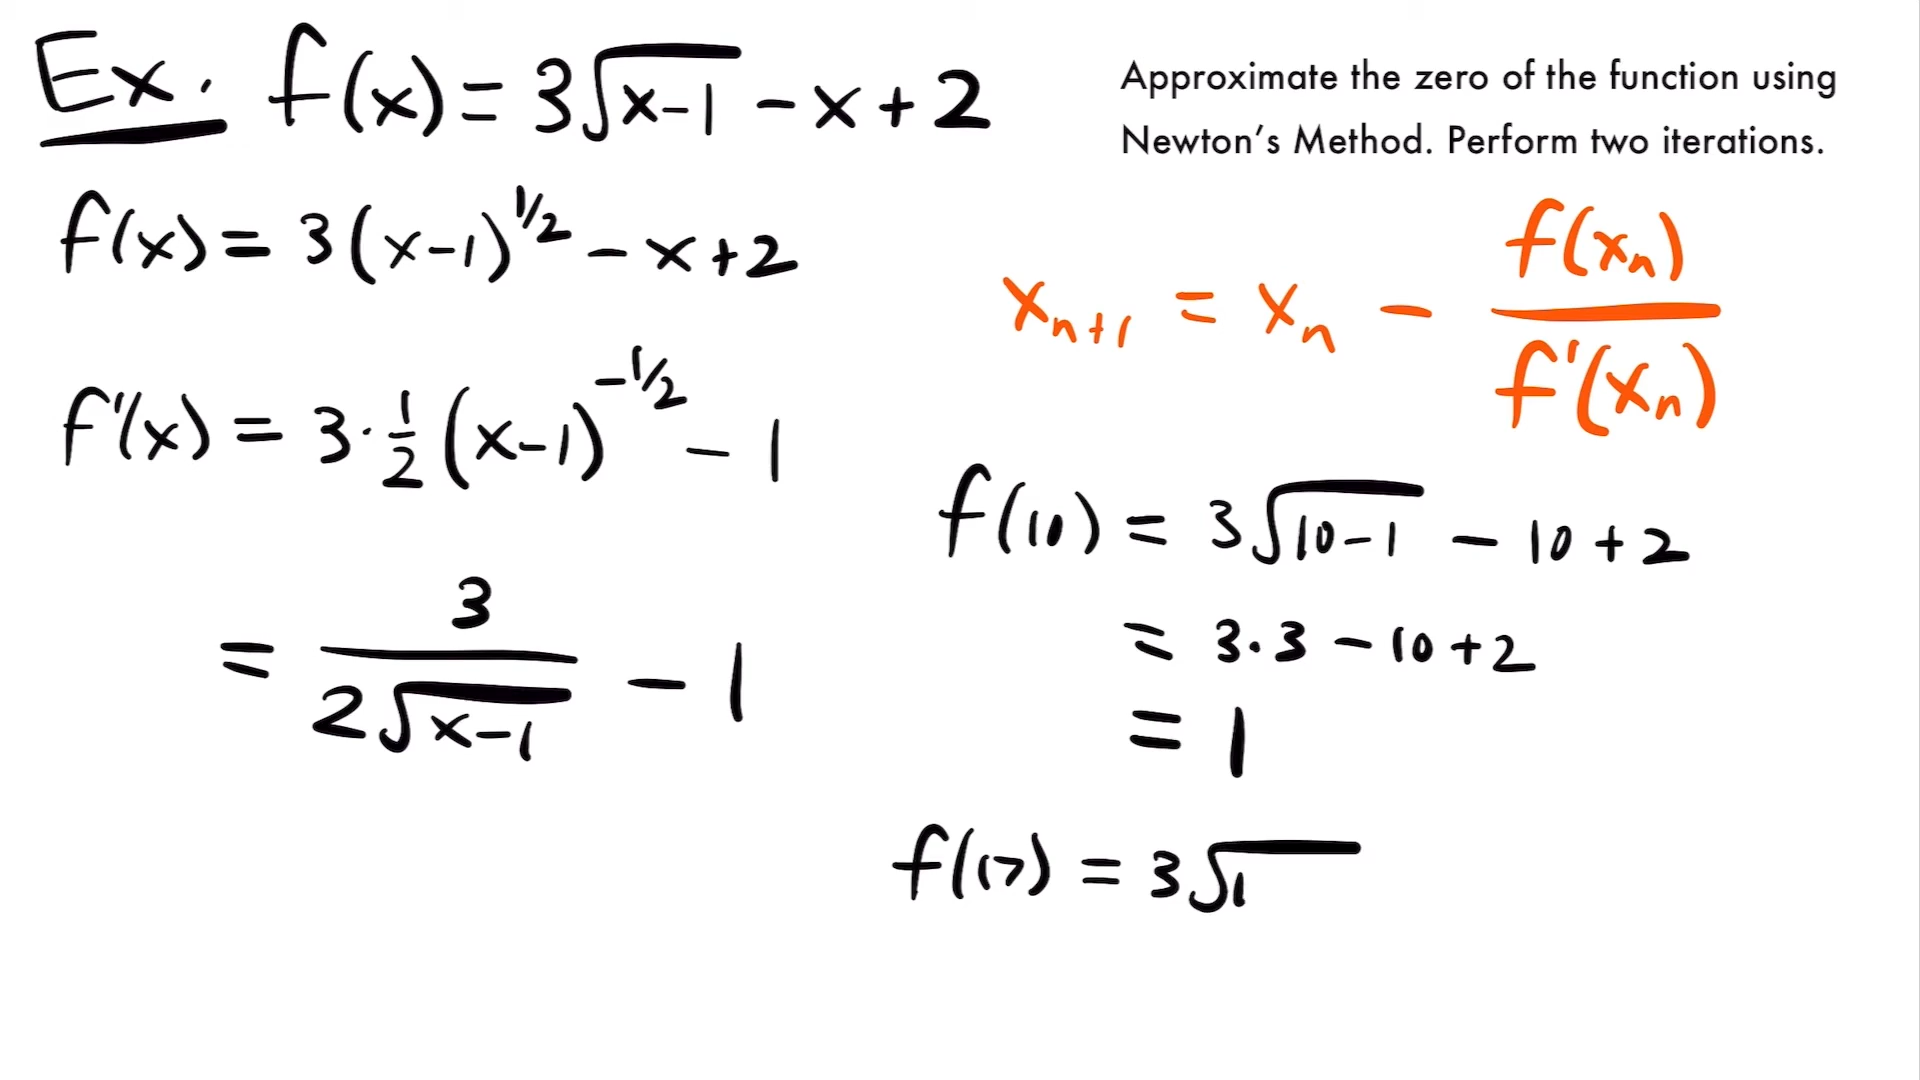 Ex. f(x) = 3√(x-1) - x + 2
f(x) = 3(x-1)^1/2 - x + 2
f'(x) = 3 · 1/2 (x-1)^-1/2 - 1
= 3/(2√(x-1)) - 1
Approximate the zero of the function using
Newton's Method. Perform two iterations.
x_n+1 = x_n - f(x_n)/f'(x_n)
f(10) = 3√(10-1) - 10 + 2
= 3·3 - 10 + 2
= 1
f(17) = 3√1